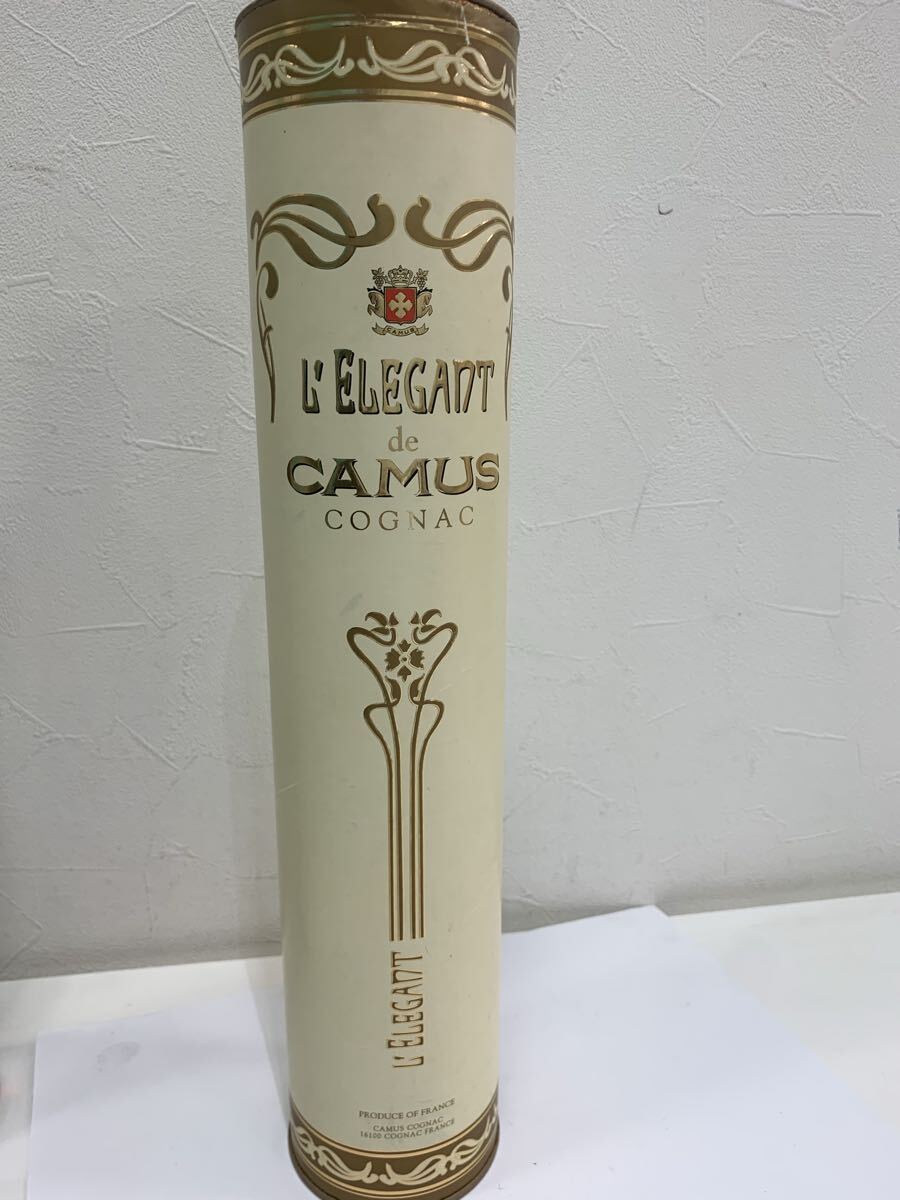 CAMUS
L'ELEGANT
de
CAMUS
COGNAC
L'ELEGANT
PRODUCE OF FRANCE
CAMUS COGNAC
16100 COGNAC FRANCE